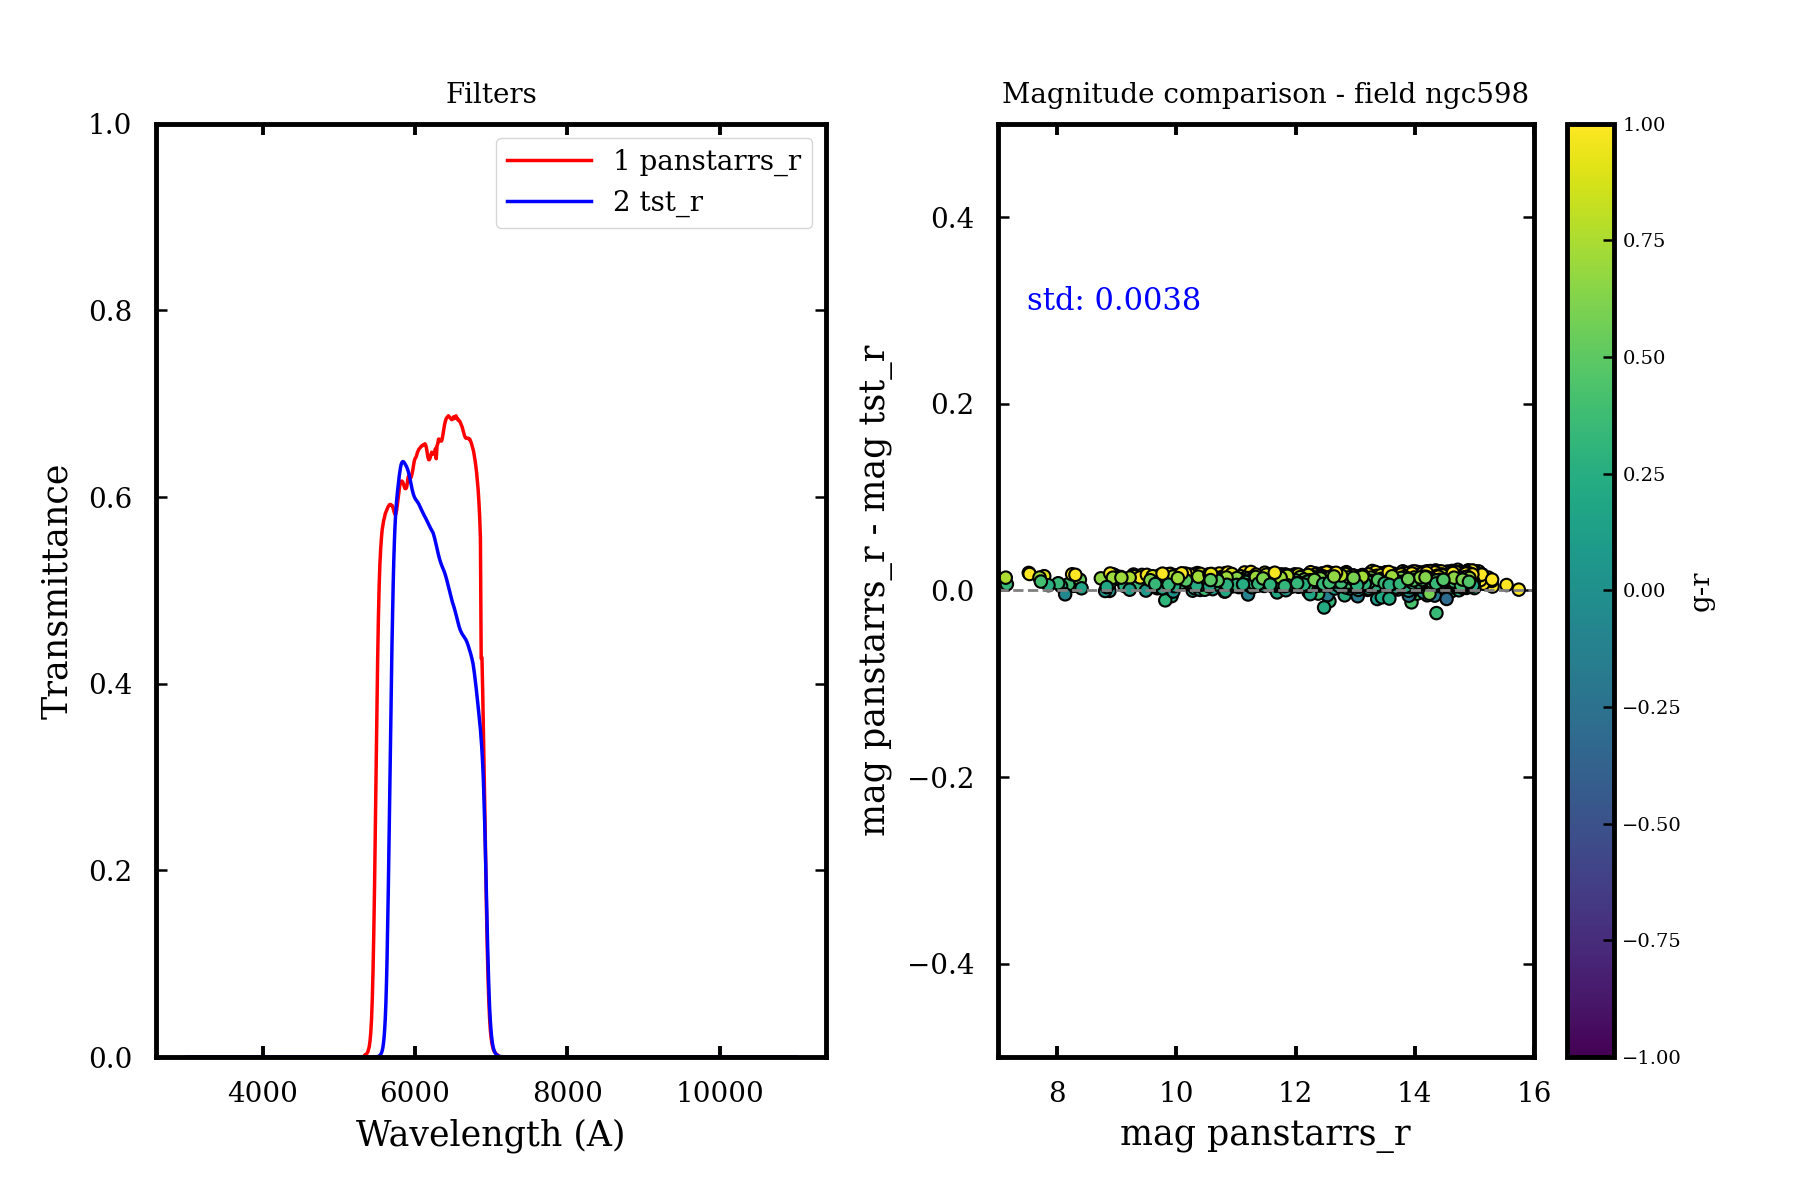 Filters
1.0
0.8
0.6
0.4
0.2
0.0
Transmittance
1 panstarrs_r
2 tst_r
4000 6000 8000 10000
Wavelength (A)
Magnitude comparison - field ngc598
0.4
0.2
0.0
−0.2
−0.4
mag panstarrs_r - mag tst_r
std: 0.0038
8 10 12 14 16
mag panstarrs_r
1.00
0.75
0.50
0.25
0.00
−0.25
−0.50
−0.75
−1.00
g-r